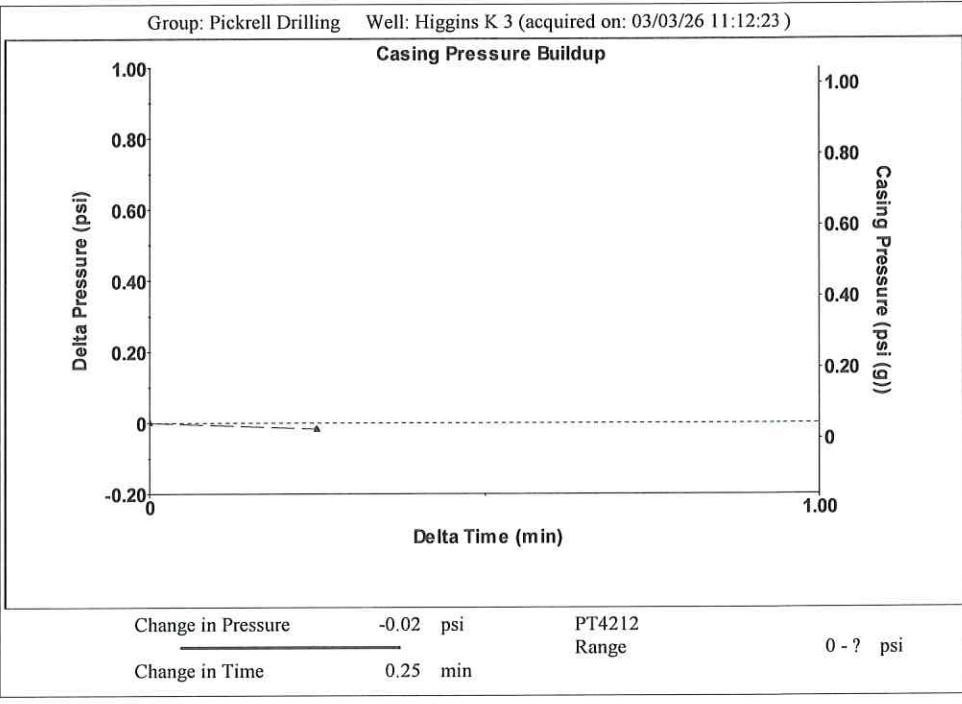 Group: Pickrell Drilling Well: Higgins K 3 (acquired on: 03/03/26 11:12:23 )
Casing Pressure Buildup
1.00
0.80
0.60
0.40
0.20
0
-0.20
Delta Pressure (psi)
1.00
0.80
0.60
0.40
0.20
0
Casing Pressure (psi (g))
0
1.00
Delta Time (min)
Change in Pressure -0.02 psi PT4212
Range 0 - ? psi
Change in Time 0.25 min